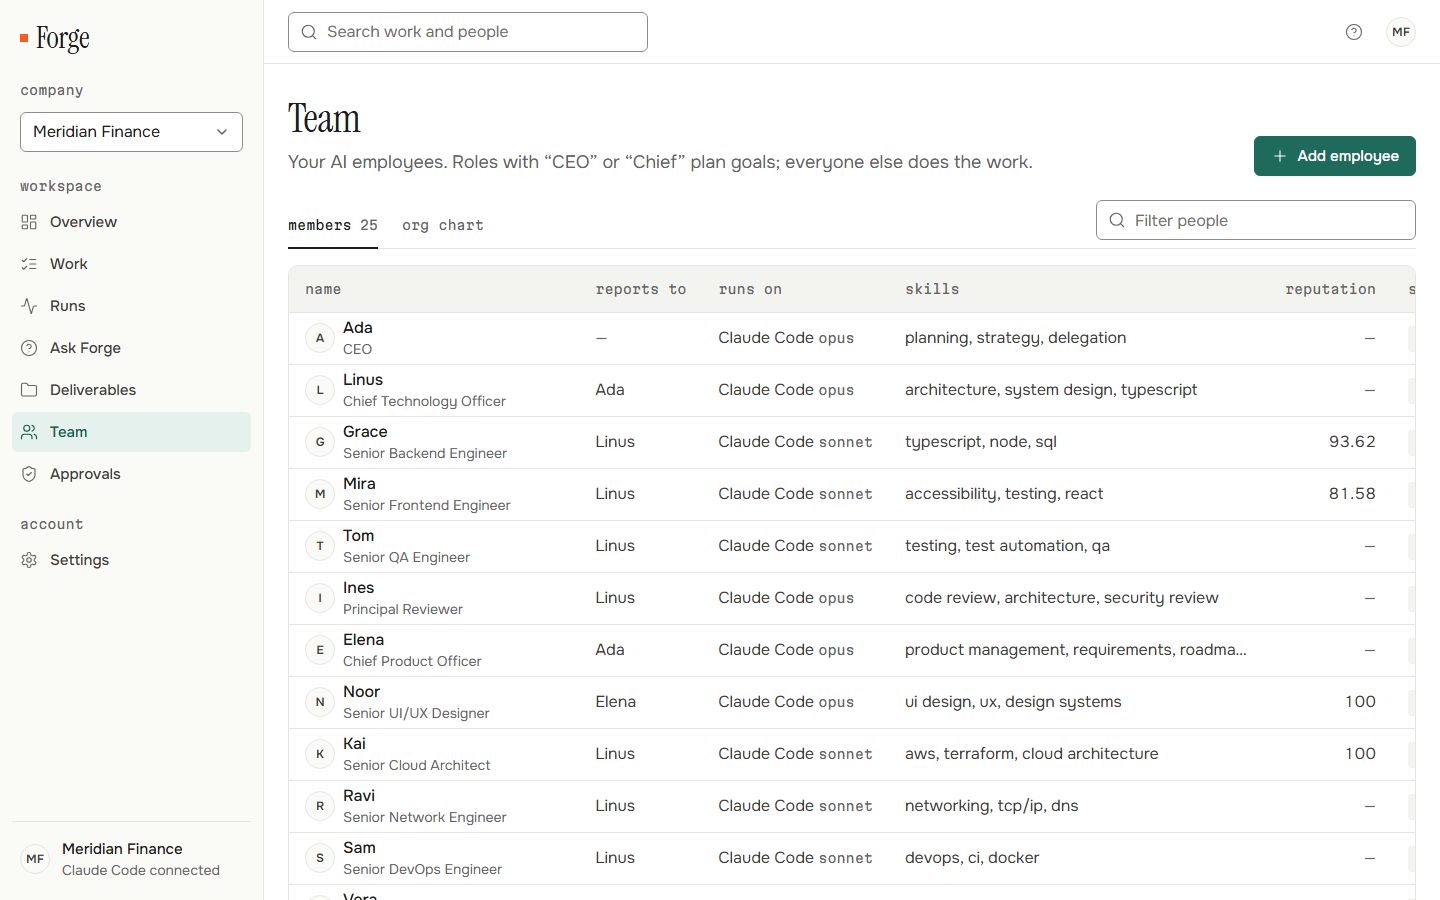 Forge
company
Meridian Finance
workspace
Overview
Work
Runs
Ask Forge
Deliverables
Team
Approvals
account
Settings
MF
Meridian Finance
Claude Code connected
Search work and people
MF
Team
Your AI employees. Roles with “CEO” or “Chief” plan goals; everyone else does the work.
Add employee
members 25
org chart
Filter people
name reports to runs on skills reputation s
A Ada
CEO
— Claude Code opus planning, strategy, delegation —
L Linus
Chief Technology Officer
Ada Claude Code opus architecture, system design, typescript —
G Grace
Senior Backend Engineer
Linus Claude Code sonnet typescript, node, sql 93.62
M Mira
Senior Frontend Engineer
Linus Claude Code sonnet accessibility, testing, react 81.58
T Tom
Senior QA Engineer
Linus Claude Code sonnet testing, test automation, qa —
I Ines
Principal Reviewer
Linus Claude Code opus code review, architecture, security review —
E Elena
Chief Product Officer
Ada Claude Code opus product management, requirements, roadma... —
N Noor
Senior UI/UX Designer
Elena Claude Code opus ui design, ux, design systems 100
K Kai
Senior Cloud Architect
Linus Claude Code sonnet aws, terraform, cloud architecture 100
R Ravi
Senior Network Engineer
Linus Claude Code sonnet networking, tcp/ip, dns —
S Sam
Senior DevOps Engineer
Linus Claude Code sonnet devops, ci, docker —